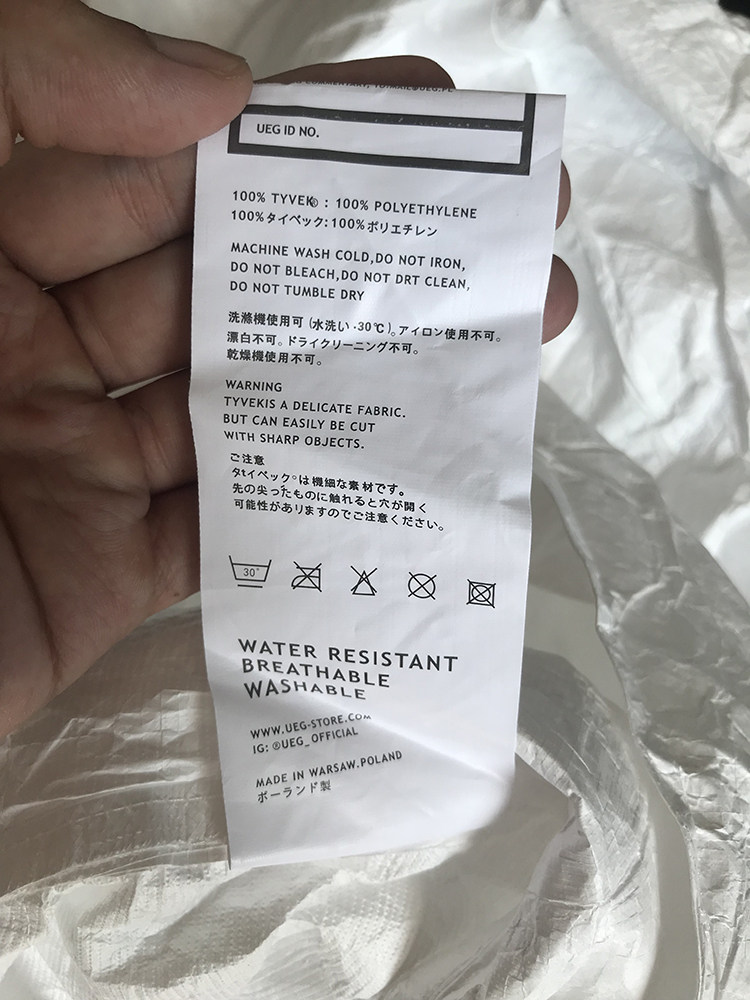 UEG ID NO.
100% TYVEK® : 100% POLYETHYLENE
100%タイベック:100%ポリエチレン
MACHINE WASH COLD,DO NOT IRON,
DO NOT BLEACH,DO NOT DRT CLEAN,
DO NOT TUMBLE DRY
洗滌機使用可 (水洗い・30℃)。アイロン使用不可。
漂白不可。ドライクリーニング不可。
乾燥機使用不可。
WARNING
TYVEKIS A DELICATE FABRIC.
BUT CAN EASILY BE CUT
WITH SHARP OBJECTS.
ご注意
タtイベック®は機細な素材です。
先の尖ったものに触れると穴が開く
可能性がありますのでご注意ください。
30°
WATER RESISTANT
BREATHABLE
WASHABLE
WWW.UEG-STORE.COM
IG: @UEG_OFFICIAL
MADE IN WARSAW.POLAND
ポーランド製